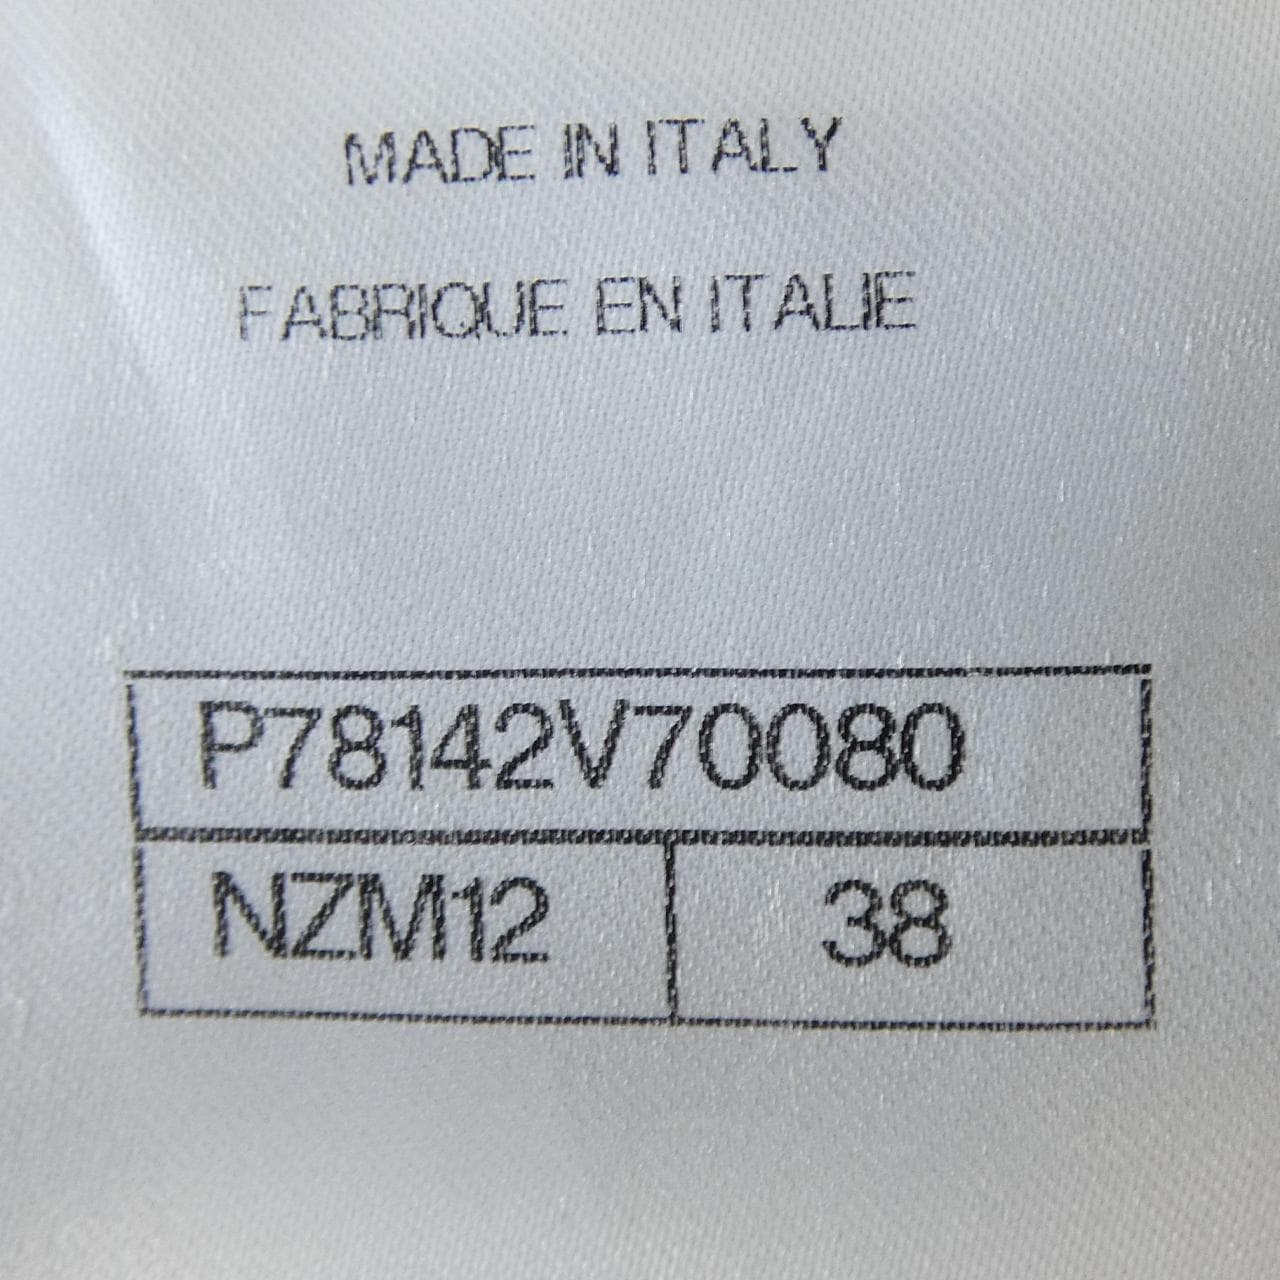 MADE IN ITALY
FABRIQUE EN ITALIE
P78142V70080
NZM12 38